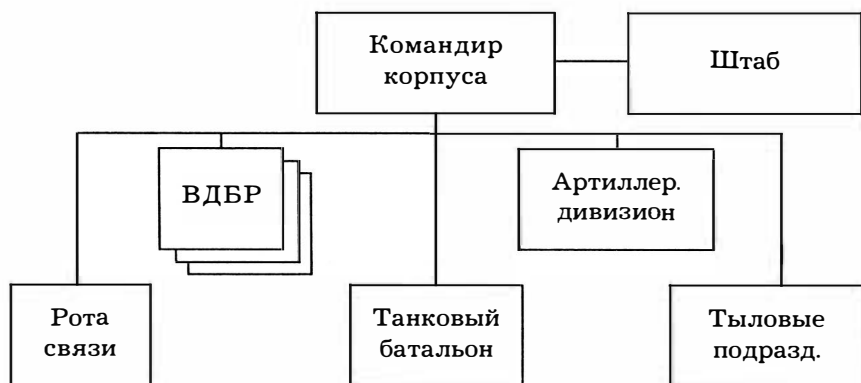 Командир
корпуса
Штаб
ВДБР
Артиллер.
дивизион
Рота
связи
Танковый
батальон
Тыловые
подразд.